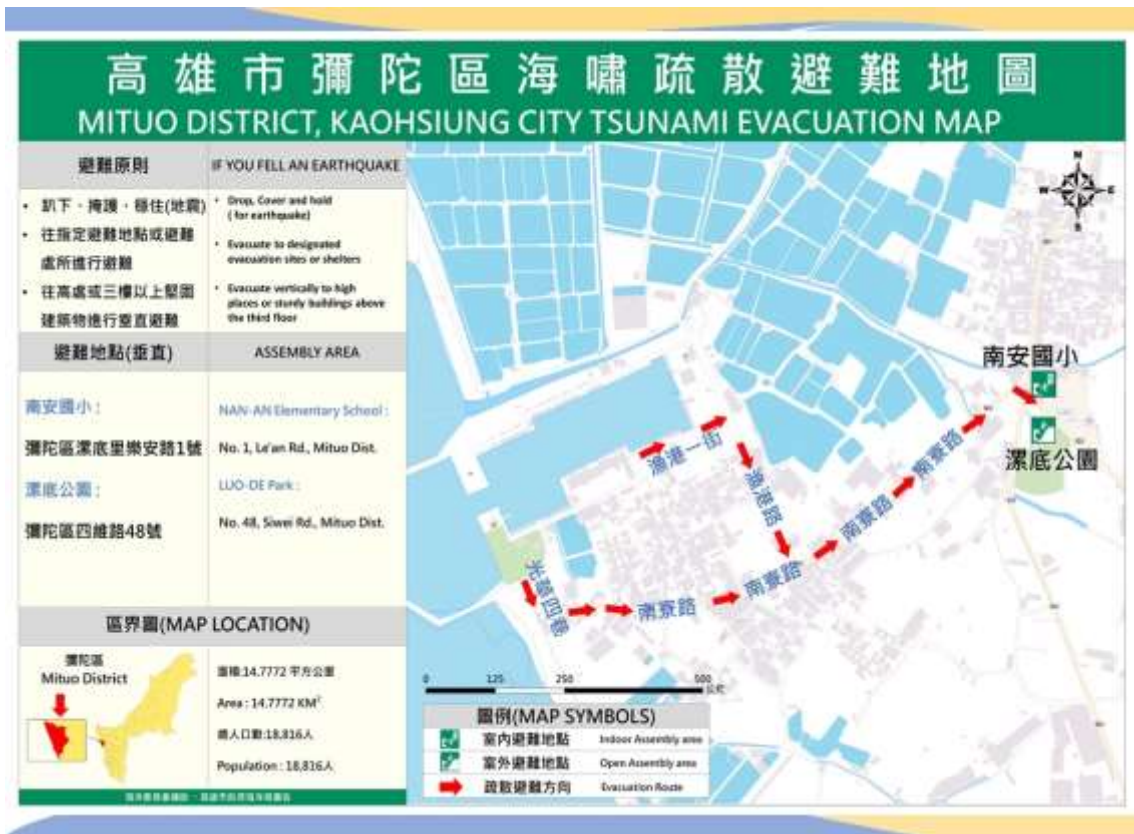 高雄市彌陀區海嘯疏散避難地圖
MITUO DISTRICT, KAOHSIUNG CITY TSUNAMI EVACUATION MAP
避難原則
IF YOU FELL AN EARTHQUAKE
• 趴下、掩護、穩住(地震)
• 往指定避難地點或避難
處所進行避難
• 往高處或三樓以上堅固
建築物進行垂直避難
• Drop, Cover and hold
( for earthquake)
• Evacuate to designated
evacuation sites or shelters
• Evacuate vertically to high
places or sturdy buildings above
the third floor
避難地點(垂直)
ASSEMBLY AREA
南安國小:
彌陀區漯底里樂安路1號
漯底公園:
彌陀區四維路48號
NAN-AN Elementary School :
No. 1, Le'an Rd., Mituo Dist.
LUO-DE Park :
No. 48, Siwei Rd., Mituo Dist.
區界圖(MAP LOCATION)
彌陀區
Mituo District
面積:14.7772 平方公里
Area : 14.7772 KM²
總人口數:18,816人
Population : 18,816人
N
W
E
S
南安國小
漯底公園
漁港一街
漁港路
南寮路
南寮路
南寮路
南寮路
光頭四巷
0 125 250 500
公尺
圖例(MAP SYMBOLS)
室內避難地點 Indoor Assembly area
室外避難地點 Open Assembly area
疏散避難方向 Evacuation Route